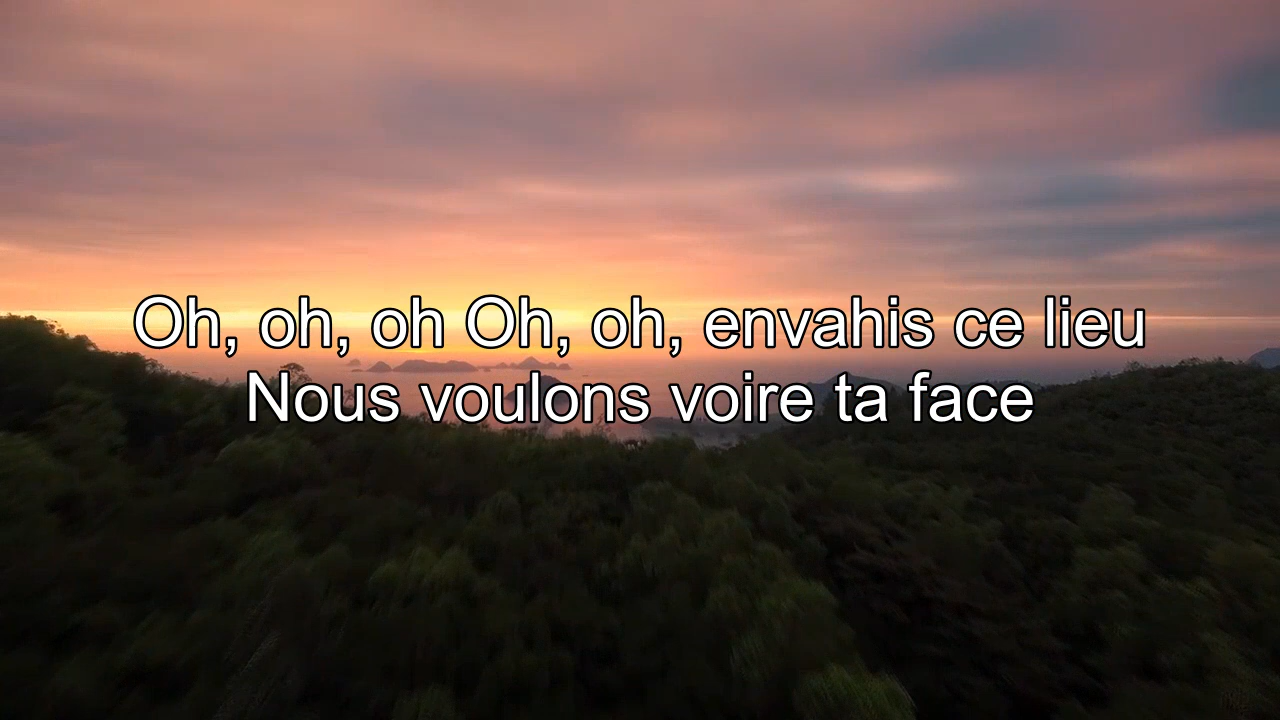 Oh, oh, oh Oh, oh, envahis ce lieu
Nous voulons voire ta face